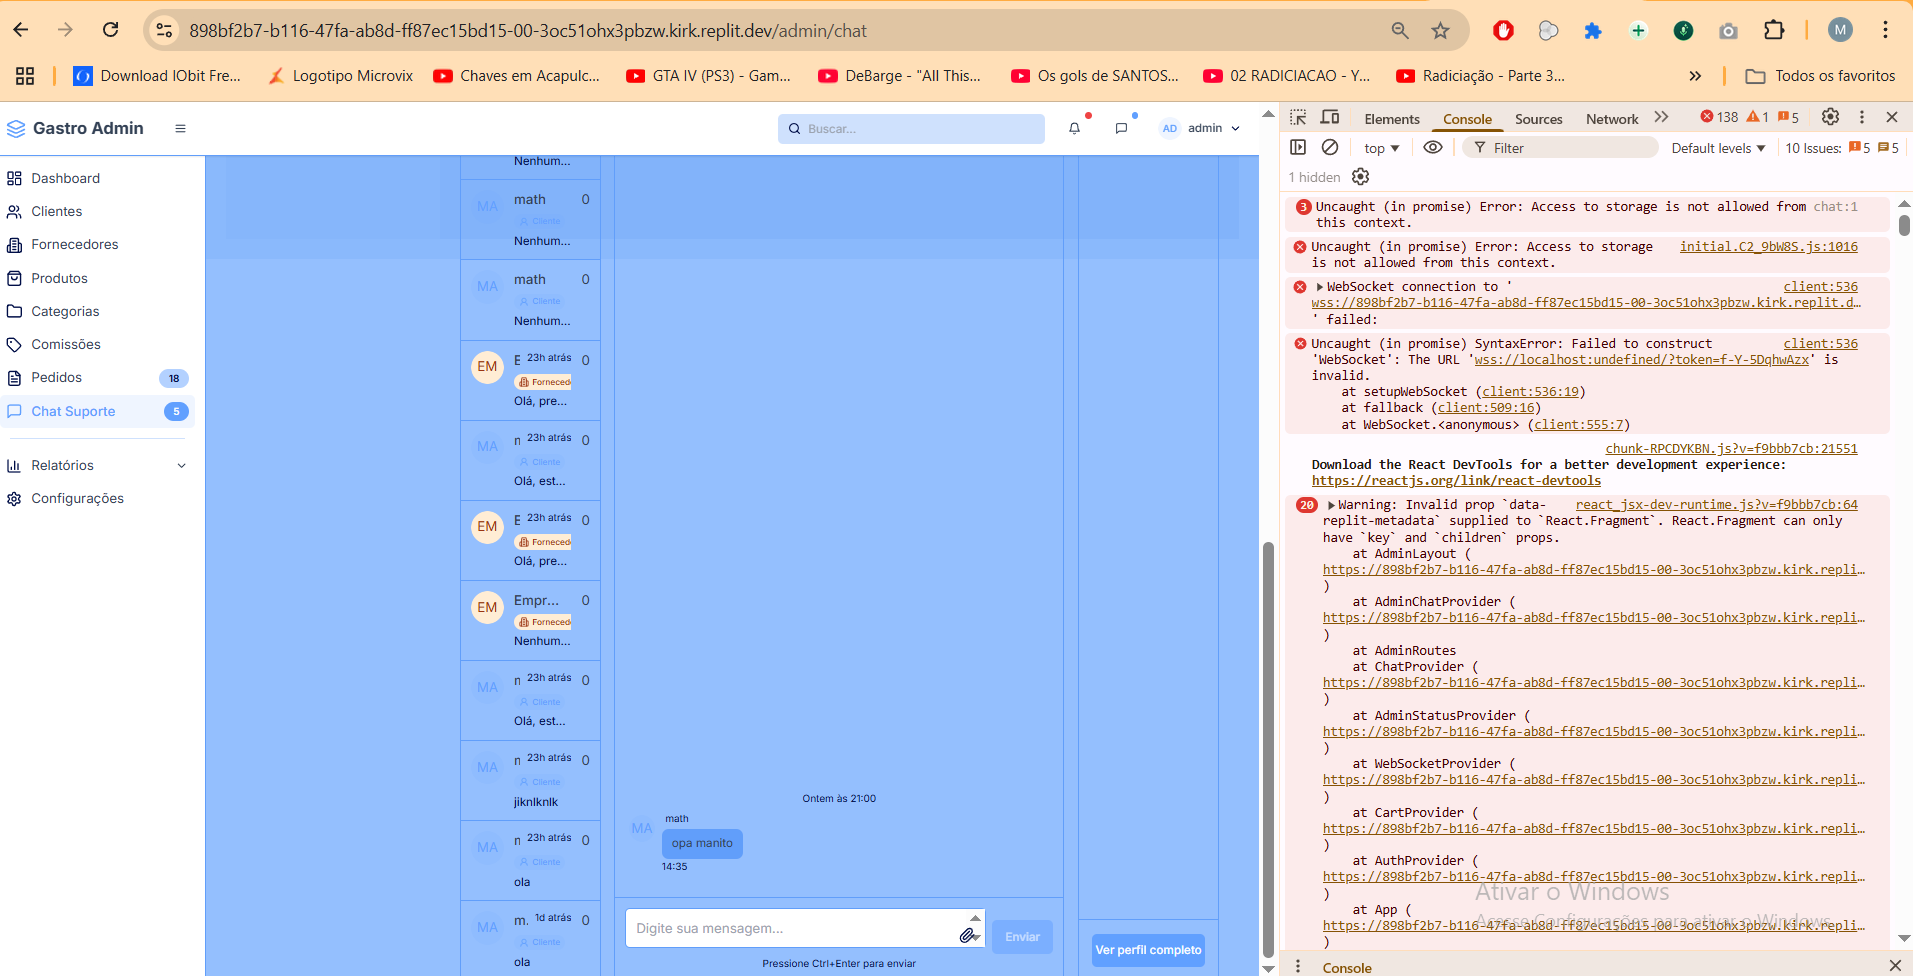 898bf2b7-b116-47fa-ab8d-ff87ec15bd15-00-3oc51ohx3pbzw.kirk.replit.dev/admin/chat
M
Download IObit Fre...
Logotipo Microvix
Chaves em Acapulc...
GTA IV (PS3) - Gam...
DeBarge - "All This...
Os gols de SANTOS...
02 RADICIACAO - Y...
Radiciação - Parte 3...
»
Todos os favoritos
Gastro Admin
Buscar...
AD admin
Dashboard
Clientes
Fornecedores
Produtos
Categorias
Comissões
Pedidos 18
Chat Suporte 5
Relatórios
Configurações
Nenhum...
MA math 0
Cliente
Nenhum...
MA math 0
Cliente
Nenhum...
EM E 23h atrás 0
Forneced
Olá, pre...
MA 23h atrás 0
Cliente
Olá, est...
EM E 23h atrás 0
Forneced
Olá, pre...
EM Empr... 0
Forneced
Nenhum...
MA 23h atrás 0
Cliente
Olá, est...
MA 23h atrás 0
Cliente
jiknlknlk
MA 23h atrás 0
Cliente
ola
MA m. 1d atrás 0
Cliente
ola
Ontem às 21:00
math
MA opa manito
14:35
Digite sua mensagem...
Enviar
Pressione Ctrl+Enter para enviar
Ver perfil completo
Elements Console Sources Network » 138 1 5
top Filter Default levels 10 Issues: 5 5
1 hidden
3 Uncaught (in promise) Error: Access to storage is not allowed from chat:1
this context.
Uncaught (in promise) Error: Access to storage initial.C2_9bW8S.js:1016
is not allowed from this context.
WebSocket connection to ' client:536
wss://898bf2b7-b116-47fa-ab8d-ff87ec15bd15-00-3oc51ohx3pbzw.kirk.replit.d…
' failed:
Uncaught (in promise) SyntaxError: Failed to construct client:536
'WebSocket': The URL 'wss://localhost:undefined/?token=f-Y-5DqhwAzx' is
invalid.
at setupWebSocket (client:536:19)
at fallback (client:509:16)
at WebSocket.<anonymous> (client:555:7)
chunk-RPCDYKBN.js?v=f9bbb7cb:21551
Download the React DevTools for a better development experience:
https://reactjs.org/link/react-devtools
20 Warning: Invalid prop `data- react_jsx-dev-runtime.js?v=f9bbb7cb:64
replit-metadata` supplied to `React.Fragment`. React.Fragment can only
have `key` and `children` props.
at AdminLayout (
https://898bf2b7-b116-47fa-ab8d-ff87ec15bd15-00-3oc51ohx3pbzw.kirk.repli…
)
at AdminChatProvider (
https://898bf2b7-b116-47fa-ab8d-ff87ec15bd15-00-3oc51ohx3pbzw.kirk.repli…
)
at AdminRoutes
at ChatProvider (
https://898bf2b7-b116-47fa-ab8d-ff87ec15bd15-00-3oc51ohx3pbzw.kirk.repli…
)
at AdminStatusProvider (
https://898bf2b7-b116-47fa-ab8d-ff87ec15bd15-00-3oc51ohx3pbzw.kirk.repli…
)
at WebSocketProvider (
https://898bf2b7-b116-47fa-ab8d-ff87ec15bd15-00-3oc51ohx3pbzw.kirk.repli…
)
at CartProvider (
https://898bf2b7-b116-47fa-ab8d-ff87ec15bd15-00-3oc51ohx3pbzw.kirk.repli…
)
at AuthProvider (
https://898bf2b7-b116-47fa-ab8d-ff87ec15bd15-00-3oc51ohx3pbzw.kirk.repli…
)
at App (
https://898bf2b7-b116-47fa-ab8d-ff87ec15bd15-00-3oc51ohx3pbzw.kirk.repli…
)
Ativar o Windows
Acesse Configurações para ativar o Windows.
Console